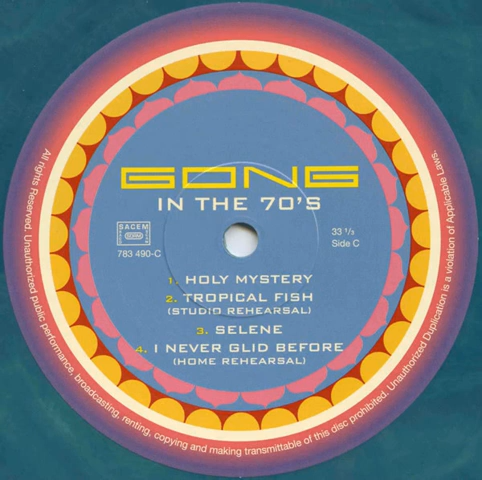 GONG
IN THE 70'S
SACEM
SDRM
783 490-C
33 ⅓
Side C
1. HOLY MYSTERY
2. TROPICAL FISH
(STUDIO REHEARSAL)
3. SELENE
4. I NEVER GLID BEFORE
(HOME REHEARSAL)
All rights Reserved. Unauthorized public performance, broadcasting, renting, copying and making transmittable of this disc prohibited. Unauthorized Duplication is a violation of Applicable Laws.